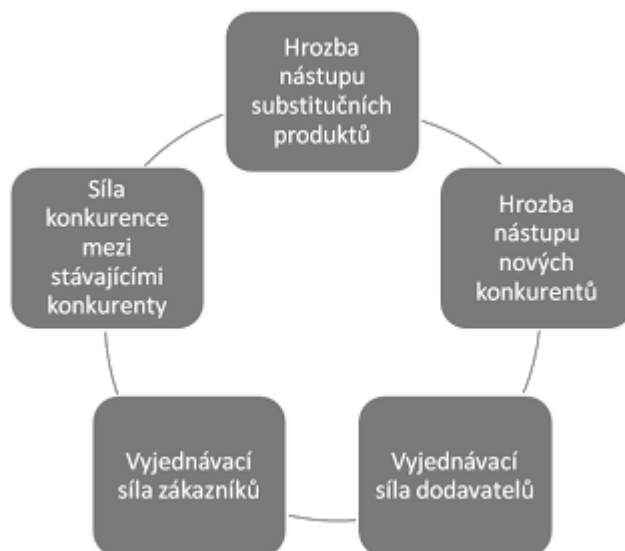 Hrozba
nástupu
substitučních
produktů
Hrozba
nástupu
nových
konkurentů
Vyjednávací
síla dodavatelů
Vyjednávací
síla zákazníků
Síla
konkurence
mezi
stávajícími
konkurenty